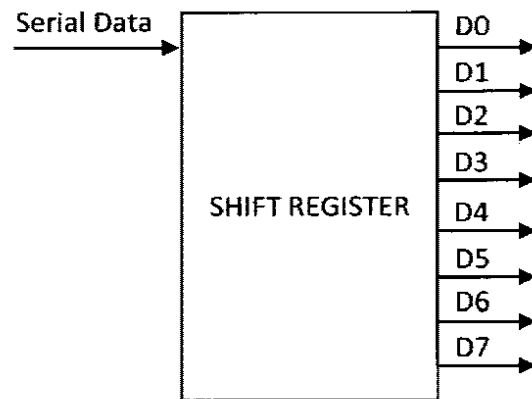 Serial Data
D0
D1
D2
D3
SHIFT REGISTER
D4
D5
D6
D7